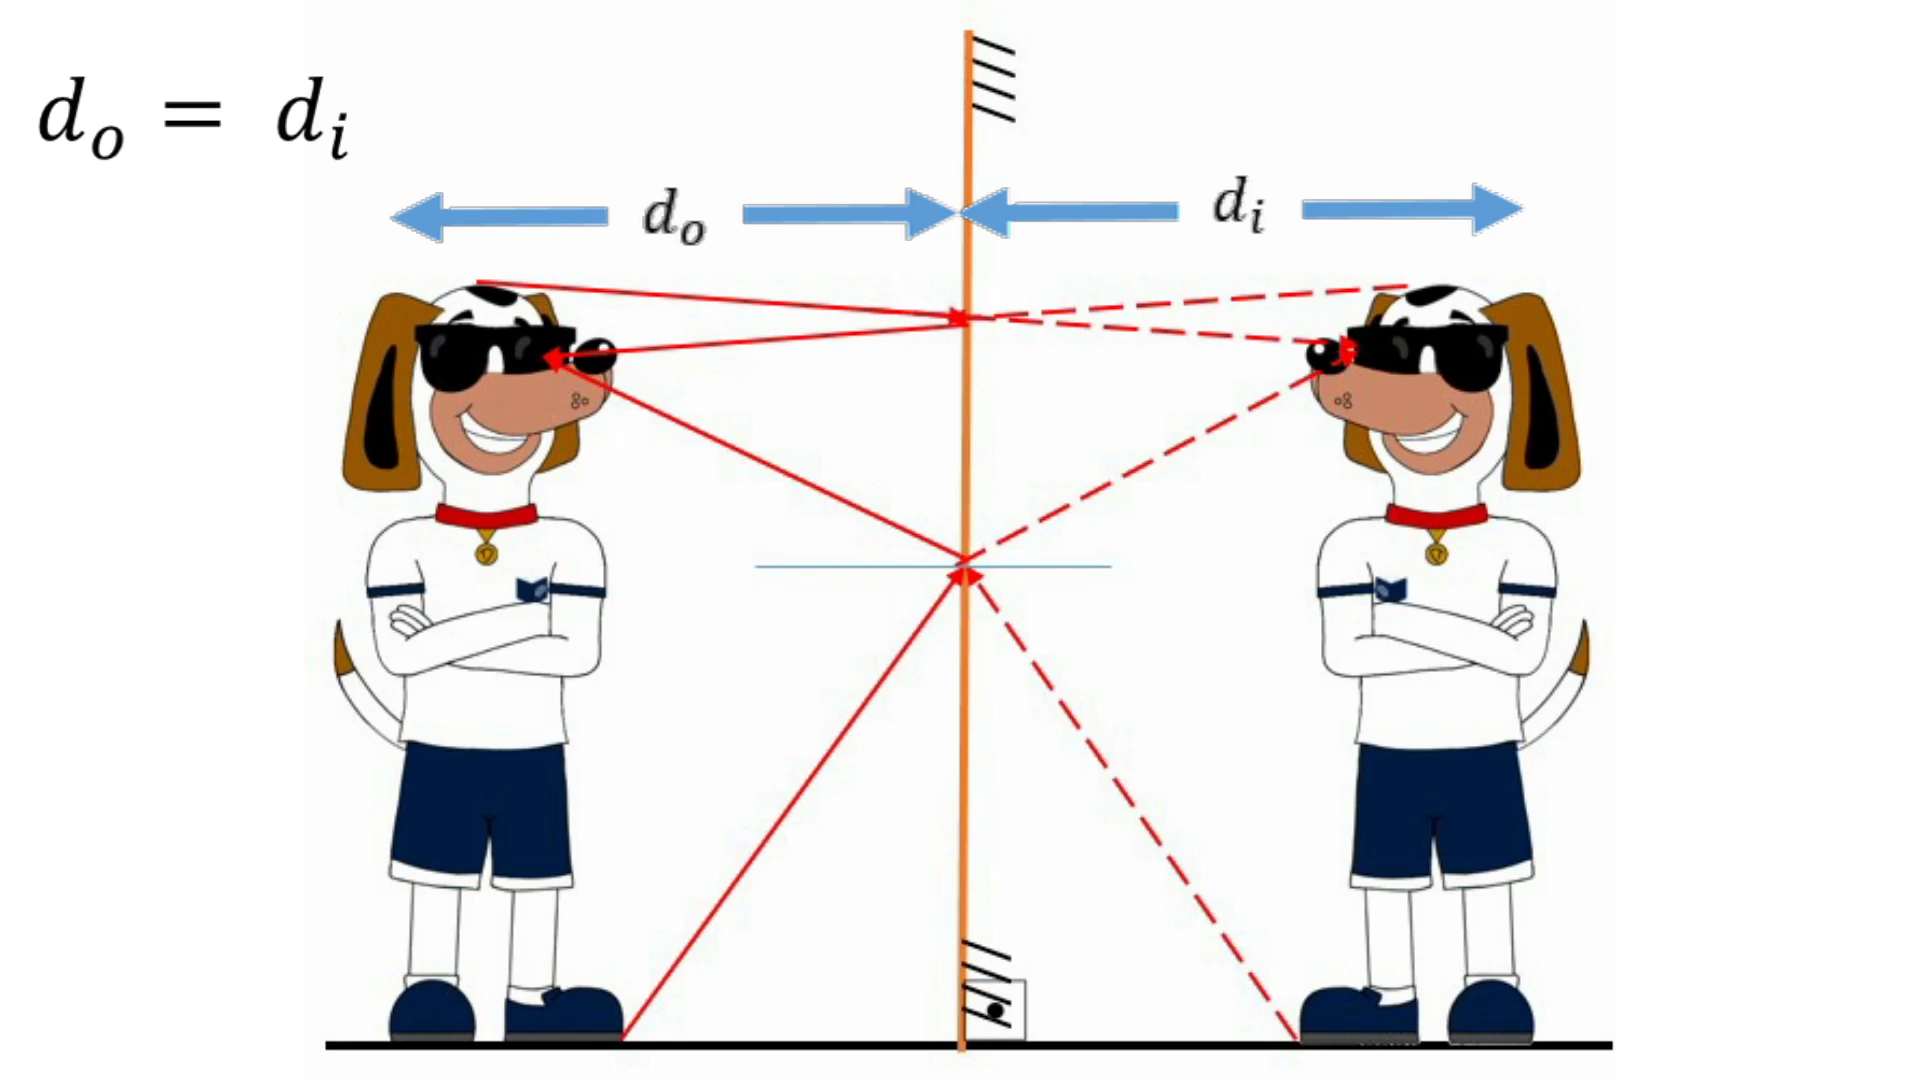 dₒ = dᵢ
dₒ
dᵢ